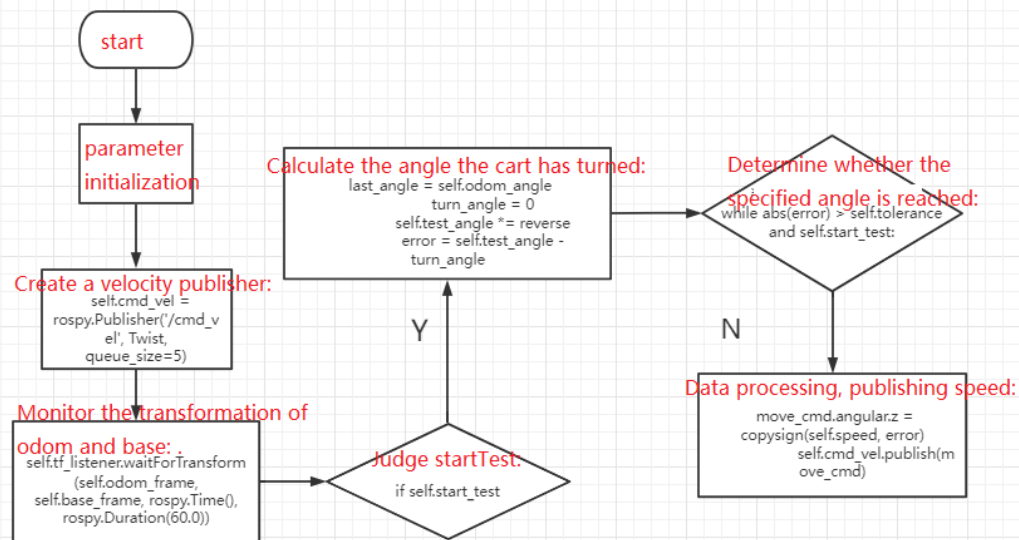 start
parameter
initialization
Create a velocity publisher:
self.cmd_vel =
rospy.Publisher('/cmd_v
el', Twist,
queue_size=5)
Monitor the transformation of
odom and base: .
self.tf_listener.waitForTransform
(self.odom_frame,
self.base_frame, rospy.Time(),
rospy.Duration(60.0))
Judge startTest:
if self.start_test
Y
Calculate the angle the cart has turned:
last_angle = self.odom_angle
turn_angle = 0
self.test_angle *= reverse
error = self.test_angle -
turn_angle
Determine whether the
specified angle is reached:
while abs(error) > self.tolerance
and self.start_test:
N
Data processing, publishing speed:
move_cmd.angular.z =
copysign(self.speed, error)
self.cmd_vel.publish(m
ove_cmd)